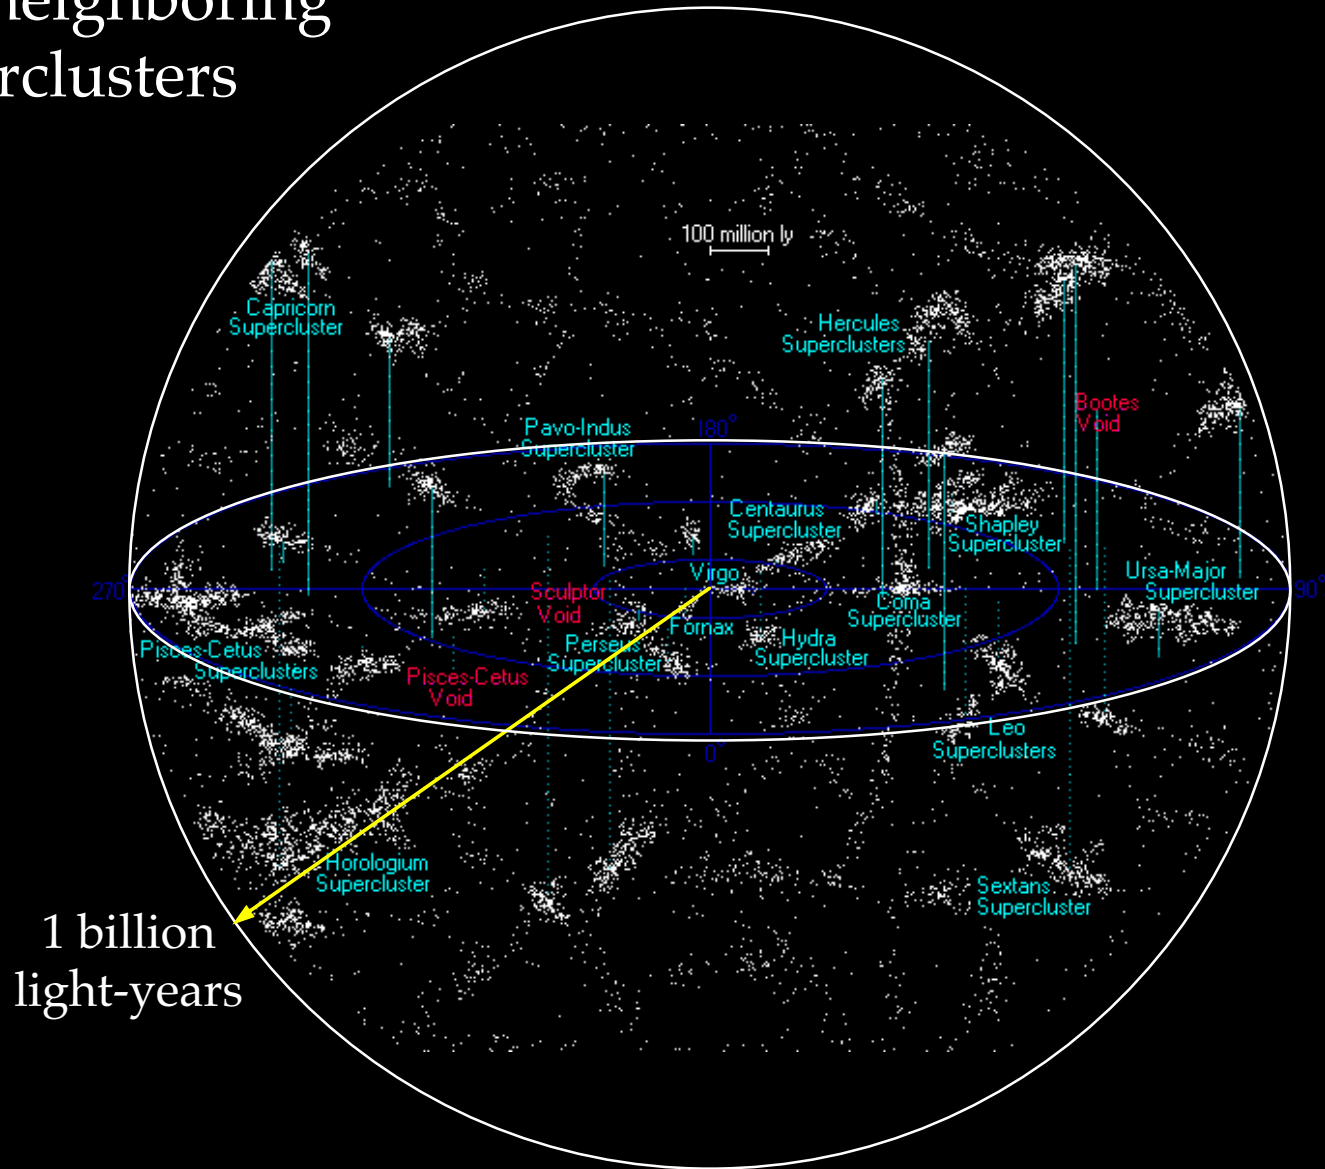 neighboring
rclusters
100 million ly
Capricorn
Supercluster
Hercules
Superclusters
Bootes
Void
Pavo-Indus
Supercluster
180°
Centaurus
Supercluster
Shapley
Supercluster
Virgo
Ursa-Major
Supercluster
270°
90°
Sculptor
Void
Coma
Supercluster
Fornax
Perseus
Supercluster
Hydra
Supercluster
Pisces-Cetus
Superclusters
Pisces-Cetus
Void
Leo
Superclusters
0°
Horologium
Supercluster
Sextans
Supercluster
1 billion
light-years